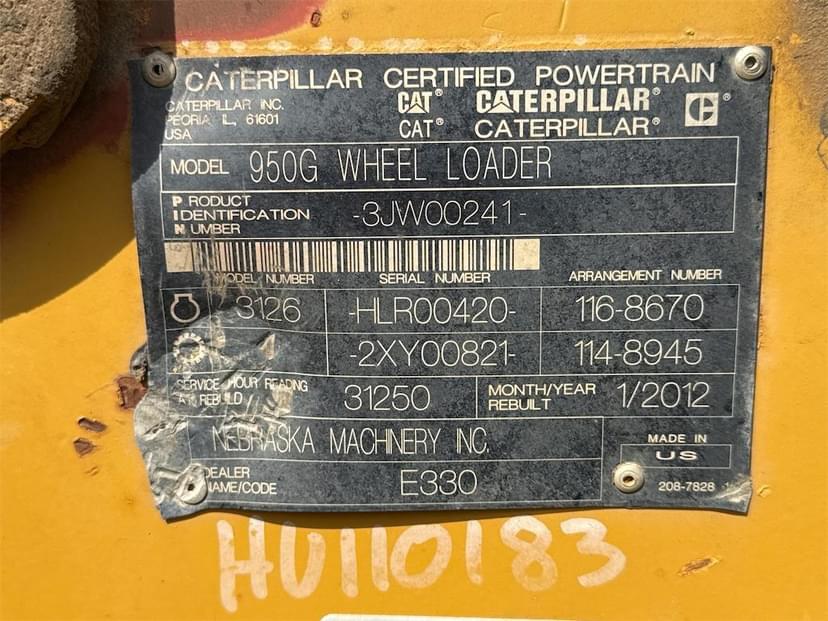 CATERPILLAR CERTIFIED POWERTRAIN
CATERPILLAR INC.
PEORIA IL, 61601
USA
CAT® CATERPILLAR® ®
CAT® CATERPILLAR®
MODEL 950G WHEEL LOADER
PRODUCT
IDENTIFICATION
NUMBER
-3JW00241-
MODEL NUMBER SERIAL NUMBER ARRANGEMENT NUMBER
3126 -HLR00420- 116-8670
-2XY00821- 114-8945
SERVICE HOUR READING
AT REBUILD
31250
MONTH/YEAR
REBUILT
1/2012
NEBRASKA MACHINERY INC.
DEALER
NAME/CODE
E330
MADE IN
US
208-7828
HU110183